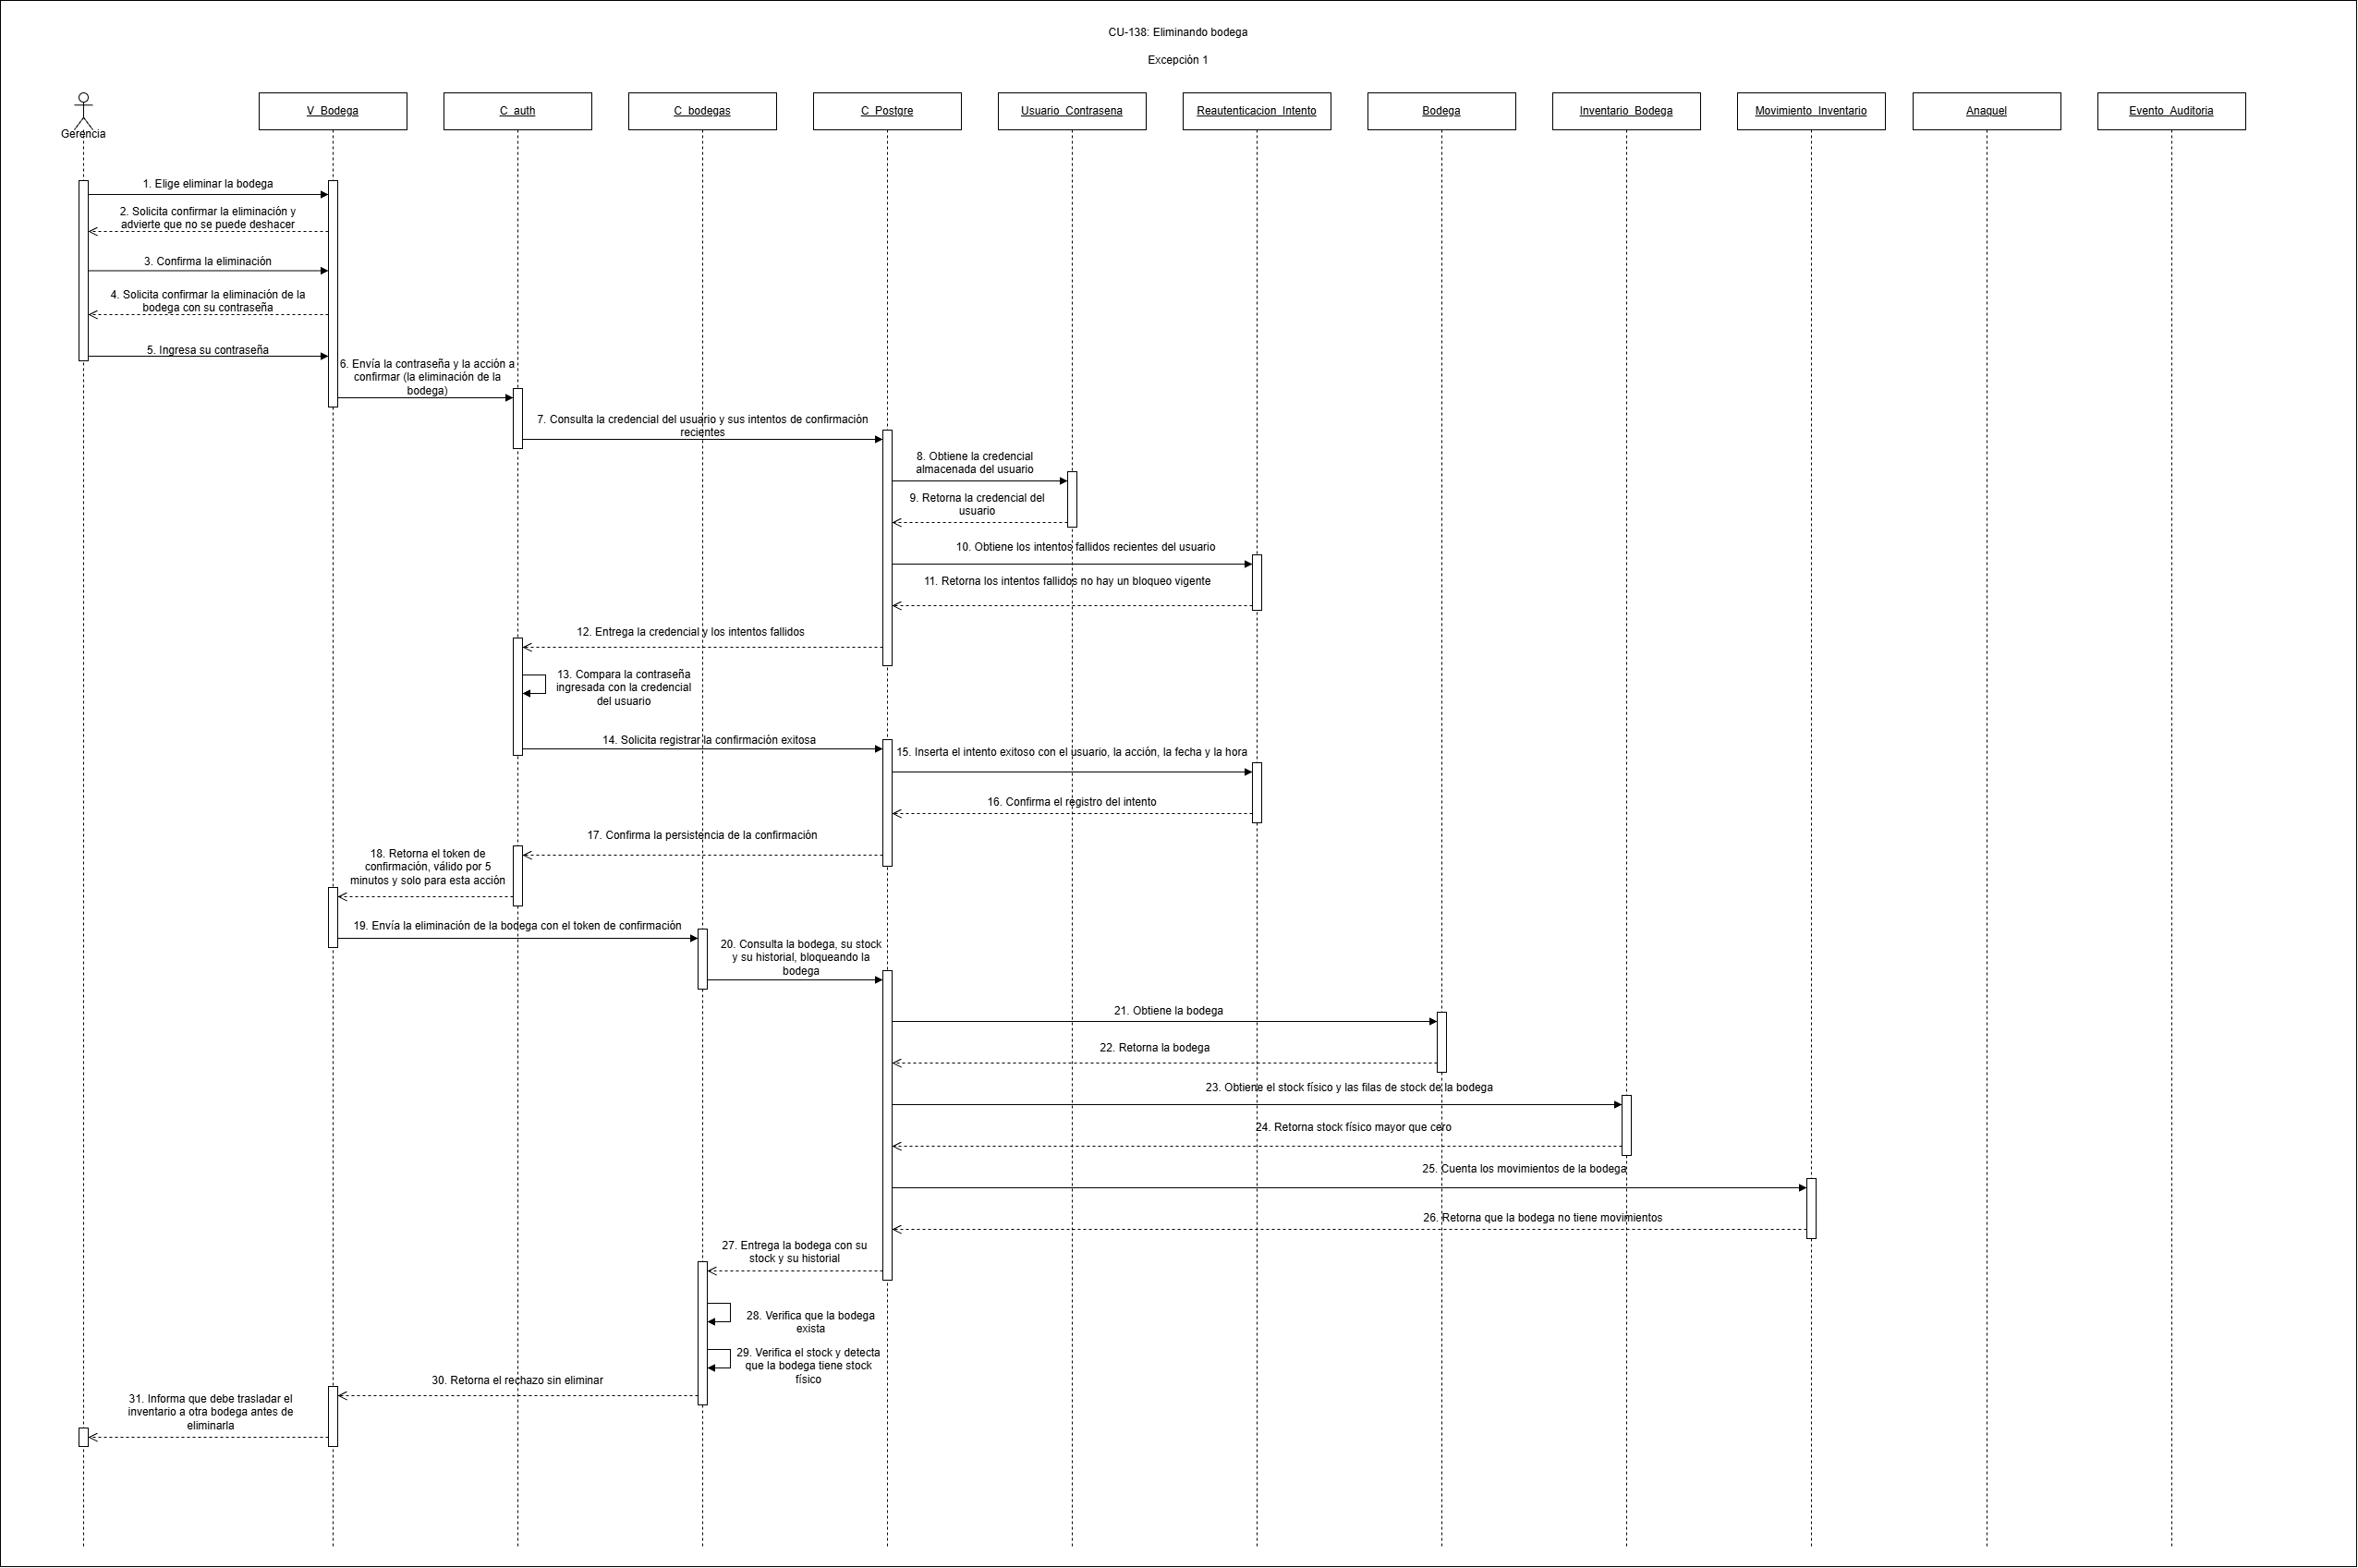 CU-138: Eliminando bodega
Excepción 1
Gerencia
V_Bodega
C_auth
C_bodegas
C_Postgre
Usuario_Contrasena
Reautenticacion_Intento
Bodega
Inventario_Bodega
Movimiento_Inventario
Anaquel
Evento_Auditoria
1. Elige eliminar la bodega
2. Solicita confirmar la eliminación y
advierte que no se puede deshacer
3. Confirma la eliminación
4. Solicita confirmar la eliminación de la
bodega con su contraseña
5. Ingresa su contraseña
6. Envía la contraseña y la acción a
confirmar (la eliminación de la
bodega)
7. Consulta la credencial del usuario y sus intentos de confirmación
recientes
8. Obtiene la credencial
almacenada del usuario
9. Retorna la credencial del
usuario
10. Obtiene los intentos fallidos recientes del usuario
11. Retorna los intentos fallidos no hay un bloqueo vigente
12. Entrega la credencial y los intentos fallidos
13. Compara la contraseña
ingresada con la credencial
del usuario
14. Solicita registrar la confirmación exitosa
15. Inserta el intento exitoso con el usuario, la acción, la fecha y la hora
16. Confirma el registro del intento
17. Confirma la persistencia de la confirmación
18. Retorna el token de
confirmación, válido por 5
minutos y solo para esta acción
19. Envía la eliminación de la bodega con el token de confirmación
20. Consulta la bodega, su stock
y su historial, bloqueando la
bodega
21. Obtiene la bodega
22. Retorna la bodega
23. Obtiene el stock físico y las filas de stock de la bodega
24. Retorna stock físico mayor que cero
25. Cuenta los movimientos de la bodega
26. Retorna que la bodega no tiene movimientos
27. Entrega la bodega con su
stock y su historial
28. Verifica que la bodega
exista
29. Verifica el stock y detecta
que la bodega tiene stock
físico
30. Retorna el rechazo sin eliminar
31. Informa que debe trasladar el
inventario a otra bodega antes de
eliminarla